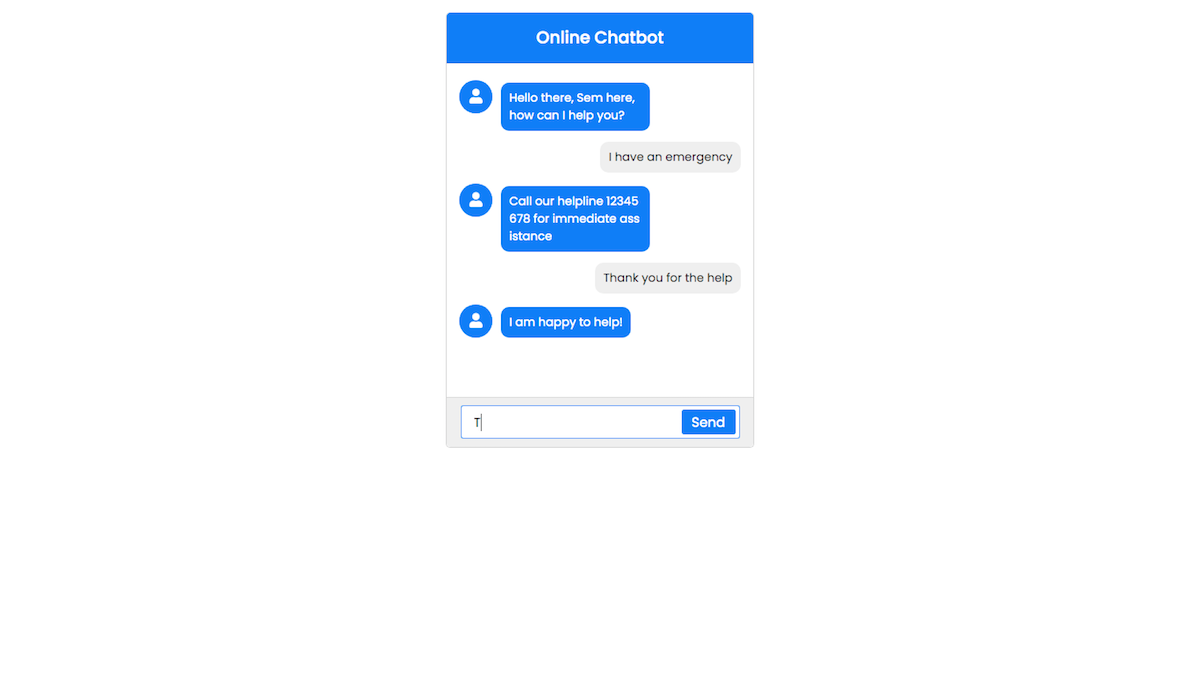 Online Chatbot
Hello there, Sem here,
how can I help you?
I have an emergency
Call our helpline 12345
678 for immediate ass
istance
Thank you for the help
I am happy to help!
T
Send